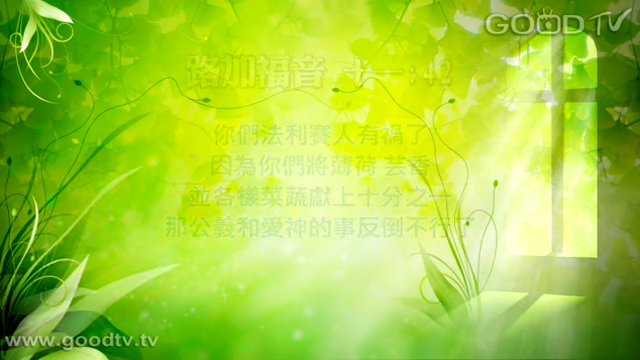 GOOD TV
路加福音 十一:42
你們法利賽人有禍了
因為你們將薄荷 芸香
並各樣菜蔬獻上十分之一
那公義和愛神的事反倒不行了
www.goodtv.tv